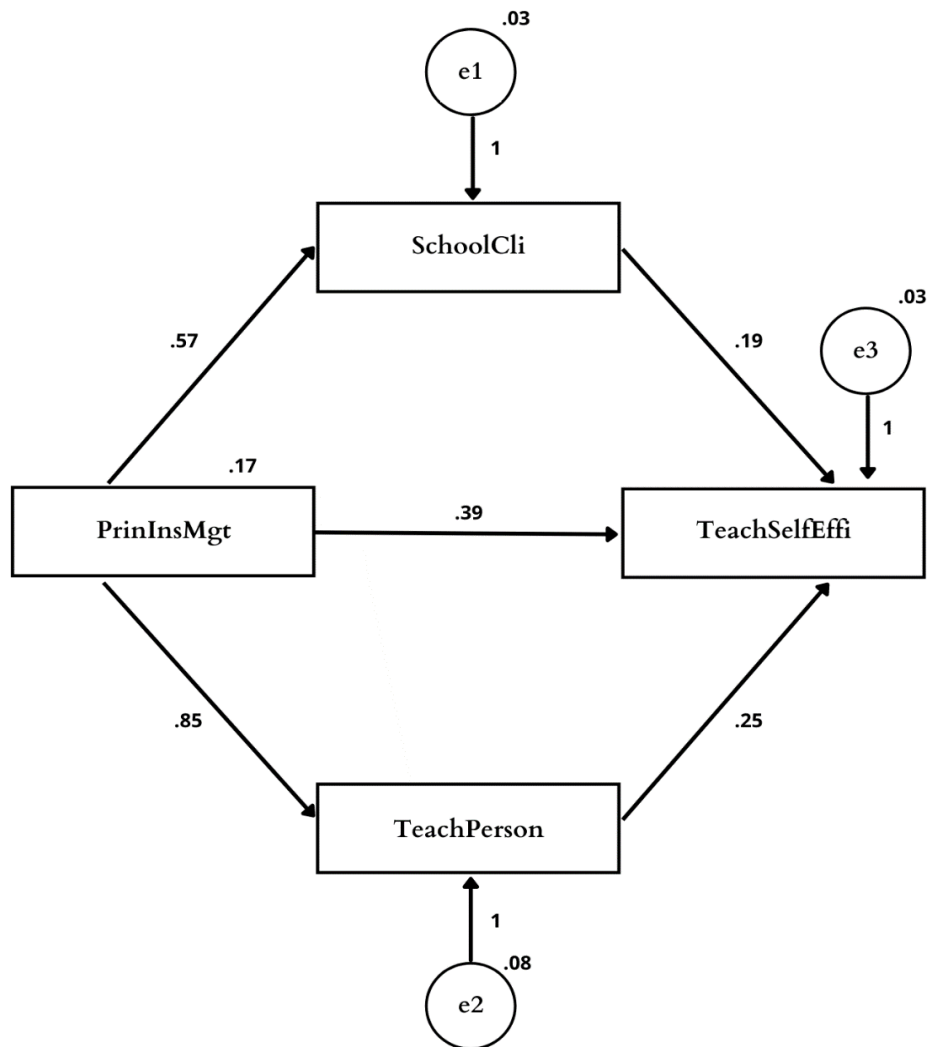 .03
e1
1
SchoolCli
.03
.57
.19
e3
1
.17
.39
PrinInsMgt
TeachSelfEffi
.85
.25
TeachPerson
1
.08
e2